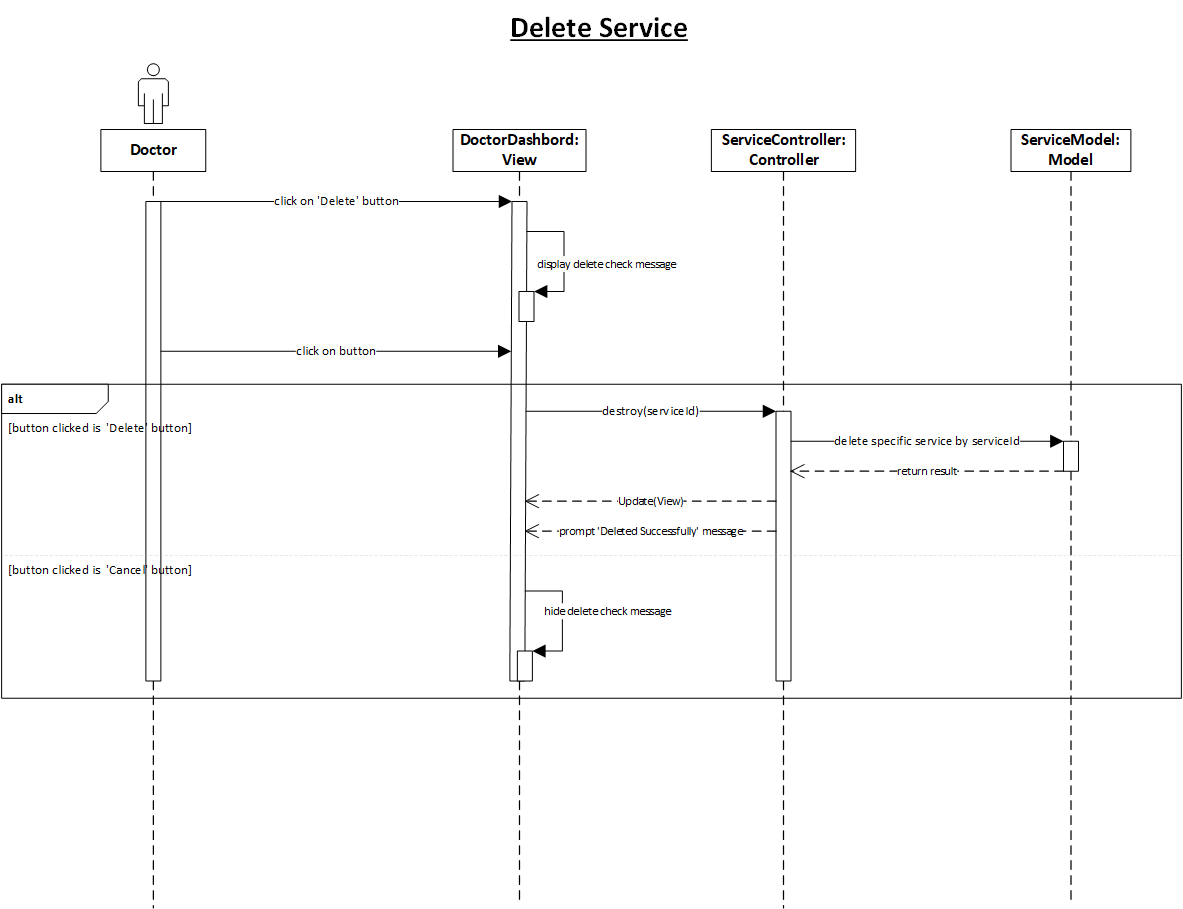 Delete Service
Doctor
DoctorDashbord:
View
ServiceController:
Controller
ServiceModel:
Model
click on 'Delete' button
display delete check message
click on button
alt
destroy(serviceId)
[button clicked is 'Delete' button]
delete specific service by serviceId
return result
Update(View)
prompt 'Deleted Successfully' message
[button clicked is 'Cancel' button]
hide delete check message